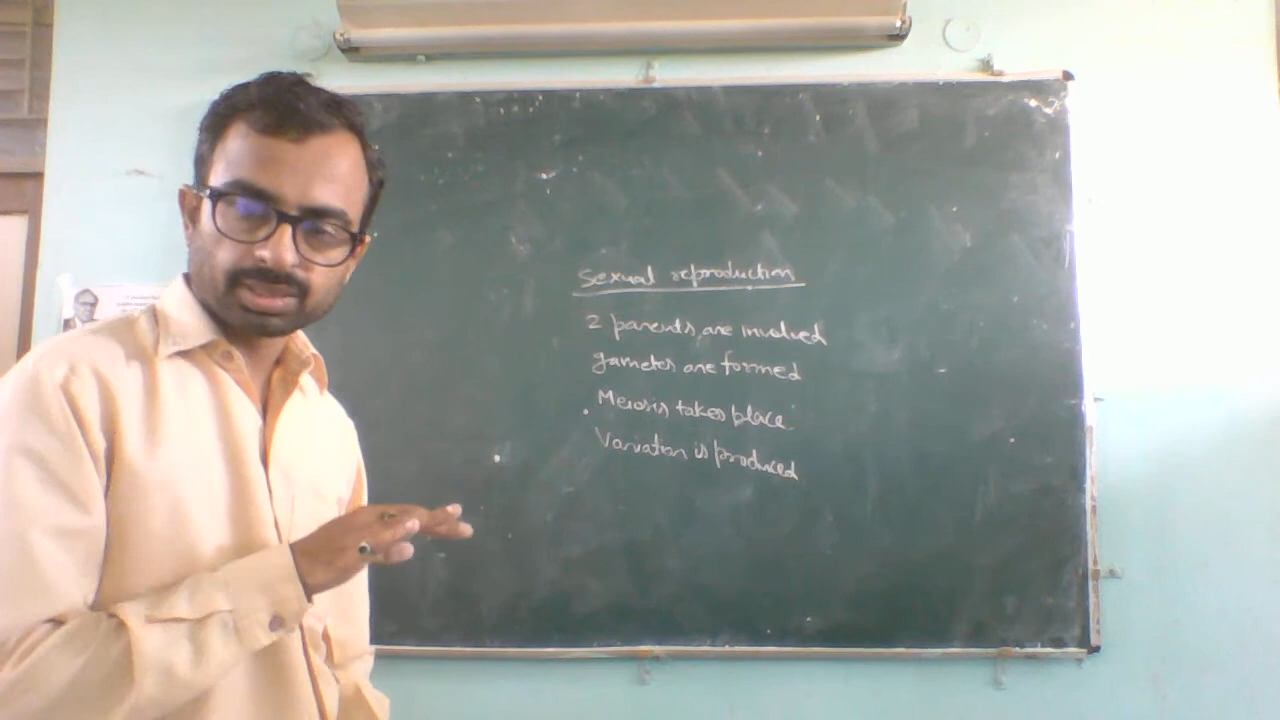 Sexual reproduction
2 parents are involved
gametes are formed
Meiosis takes place
Variation is produced